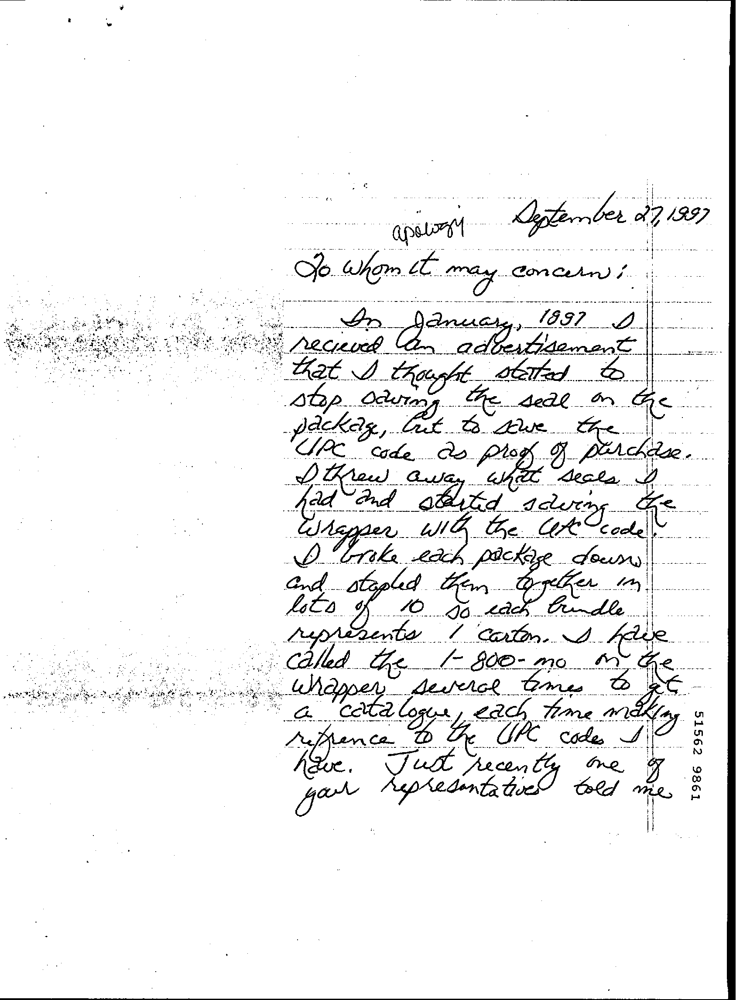 September 27, 1997
apology
To whom it may concern:
In January, 1997 I
recieved an advertisement
that I thought stated to
stop saving the seal on the
package, but to save the
UPC code as proof of purchase.
I threw away what seals I
had and started saving the
wrapper with the UPC code.
I broke each package down
and stapled them together in
lots of 10 so each bundle
represents 1 carton. I have
called the 1-800-no on the
wrapper several times to get
a catalogue, each time making
refrence to the UPC codes I
have. Just recently one of
your representatives told me
51562 9861